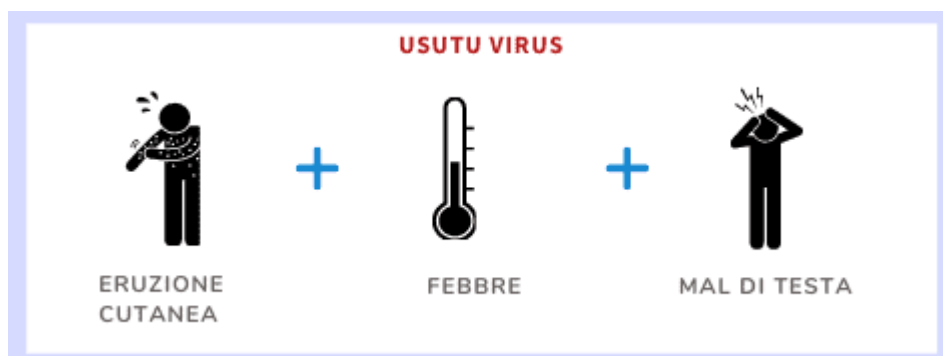 USUTU VIRUS
ERUZIONE
CUTANEA
FEBBRE
MAL DI TESTA